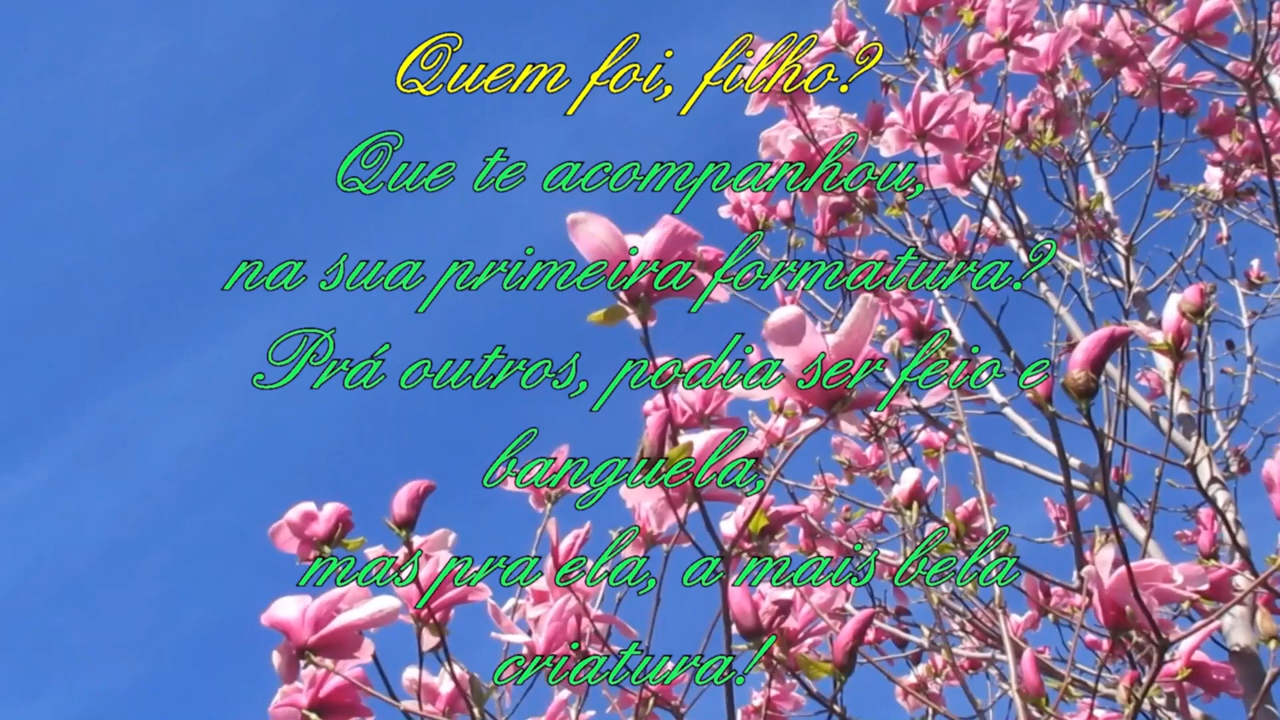 Quem foi, filho?
Que te acompanhou,
na sua primeira formatura?
Prá outros, podia ser feio e
banguela,
mas pra ela, a mais bela
criatura!